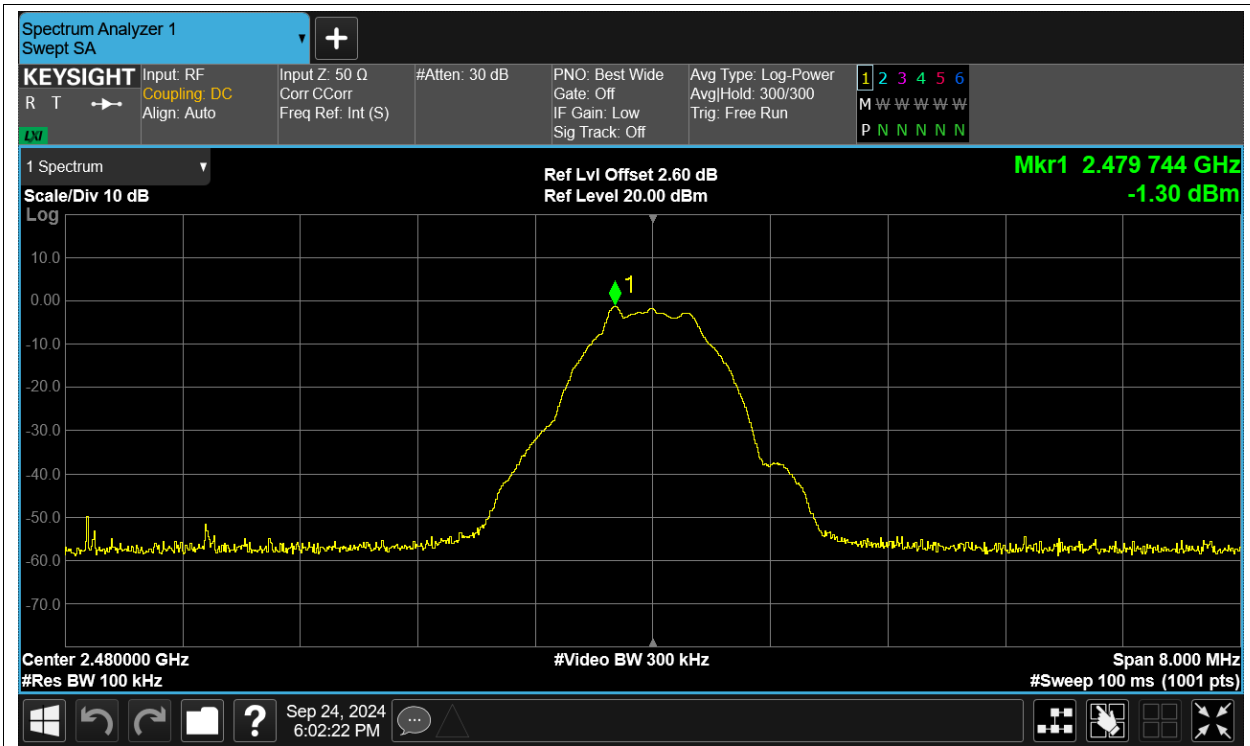 Spectrum Analyzer 1
Swept SA
KEYSIGHT
R T
LXI
Input: RF
Coupling: DC
Align: Auto
Input Z: 50 Ω
Corr CCorr
Freq Ref: Int (S)
#Atten: 30 dB
PNO: Best Wide
Gate: Off
IF Gain: Low
Sig Track: Off
Avg Type: Log-Power
Avg|Hold: 300/300
Trig: Free Run
1 2 3 4 5 6
M W W W W W
P N N N N N
1 Spectrum
Scale/Div 10 dB
Ref Lvl Offset 2.60 dB
Ref Level 20.00 dBm
Mkr1 2.479 744 GHz
-1.30 dBm
Log
10.0
0.00
-10.0
-20.0
-30.0
-40.0
-50.0
-60.0
-70.0
1
Center 2.480000 GHz
#Res BW 100 kHz
#Video BW 300 kHz
Span 8.000 MHz
#Sweep 100 ms (1001 pts)
?
Sep 24, 2024
6:02:22 PM